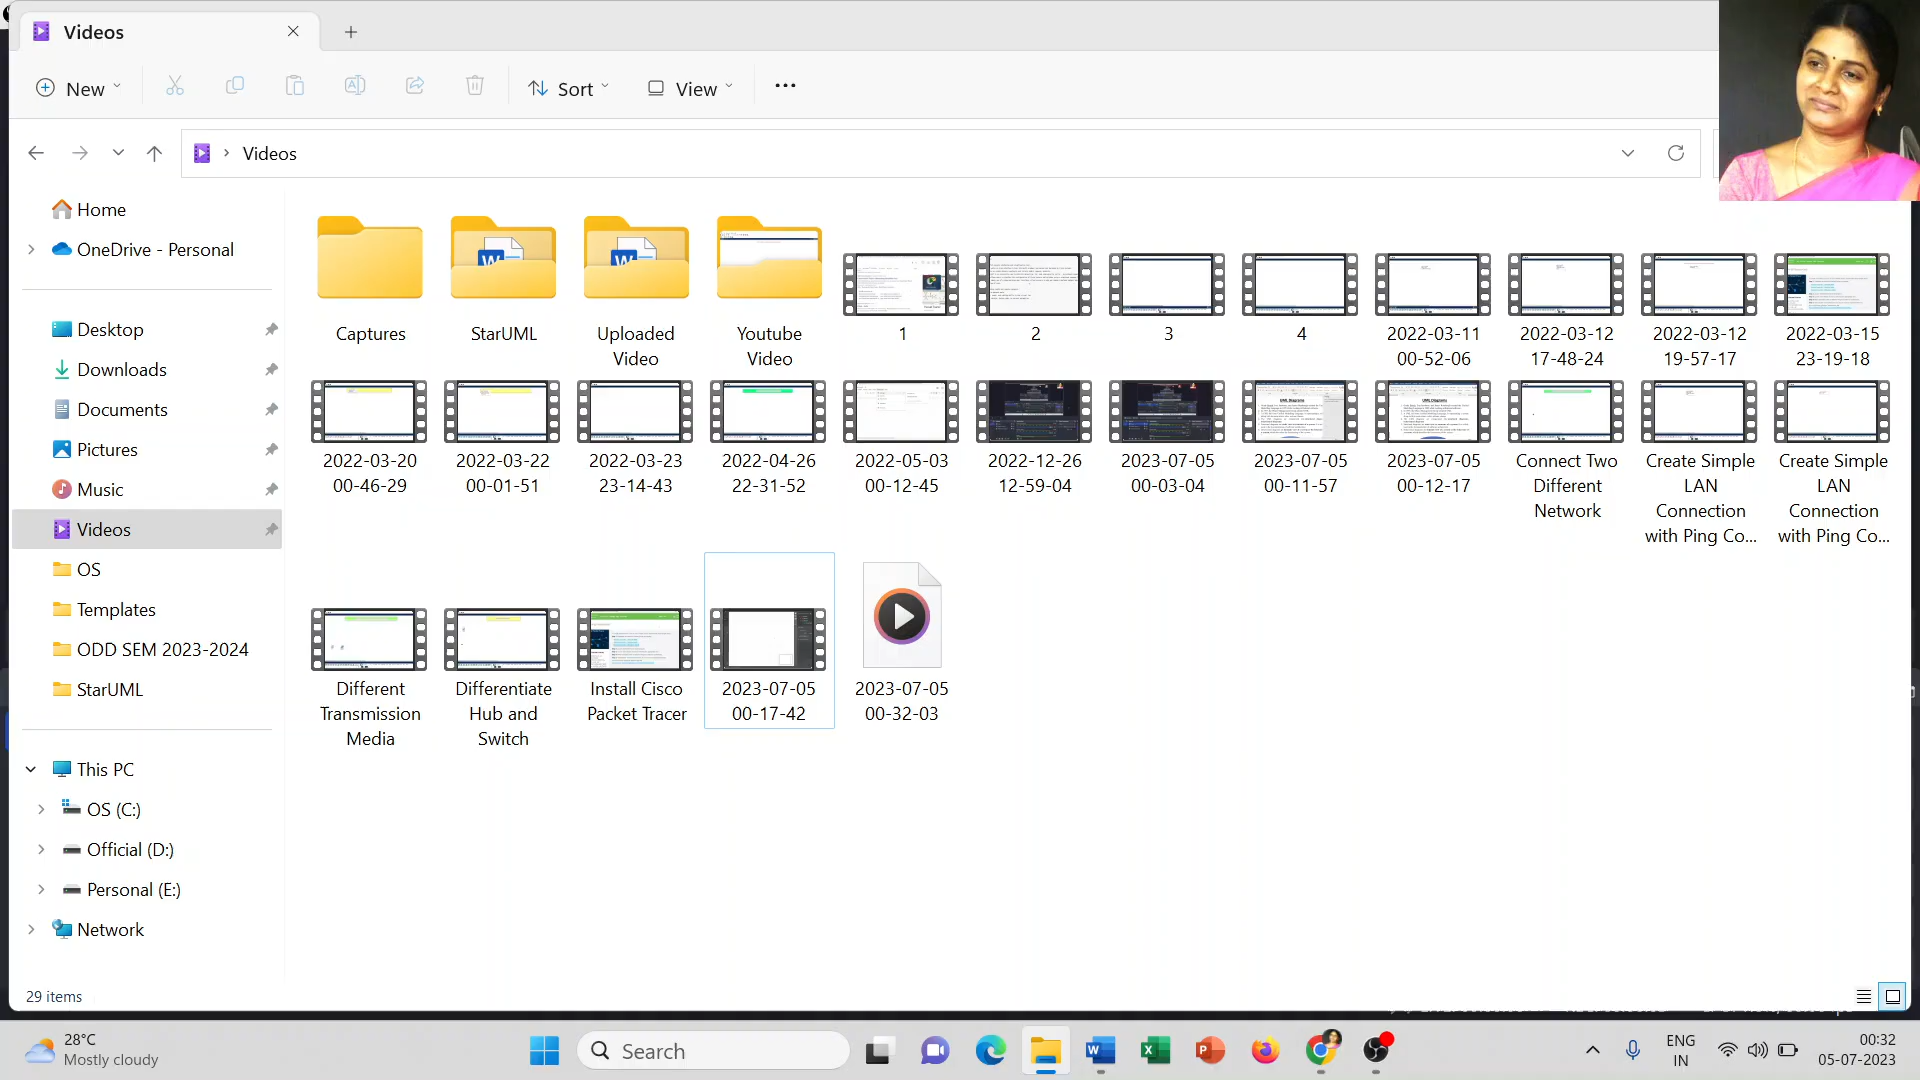 Videos
New
Sort
View
Videos
Home
OneDrive - Personal
Desktop
Downloads
Documents
Pictures
Music
Videos
OS
Templates
ODD SEM 2023-2024
StarUML
This PC
OS (C:)
Official (D:)
Personal (E:)
Network
Captures
StarUML
Uploaded
Video
Youtube
Video
1
2
3
4
2022-03-11
00-52-06
2022-03-12
17-48-24
2022-03-12
19-57-17
2022-03-15
23-19-18
2022-03-20
00-46-29
2022-03-22
00-01-51
2022-03-23
23-14-43
2022-04-26
22-31-52
2022-05-03
00-12-45
2022-12-26
12-59-04
2023-07-05
00-03-04
2023-07-05
00-11-57
2023-07-05
00-12-17
Connect Two
Different
Network
Create Simple
LAN
Connection
with Ping Co...
Create Simple
LAN
Connection
with Ping Co...
Different
Transmission
Media
Differentiate
Hub and
Switch
Install Cisco
Packet Tracer
2023-07-05
00-17-42
2023-07-05
00-32-03
29 items
28°C
Mostly cloudy
Search
ENG
IN
00:32
05-07-2023